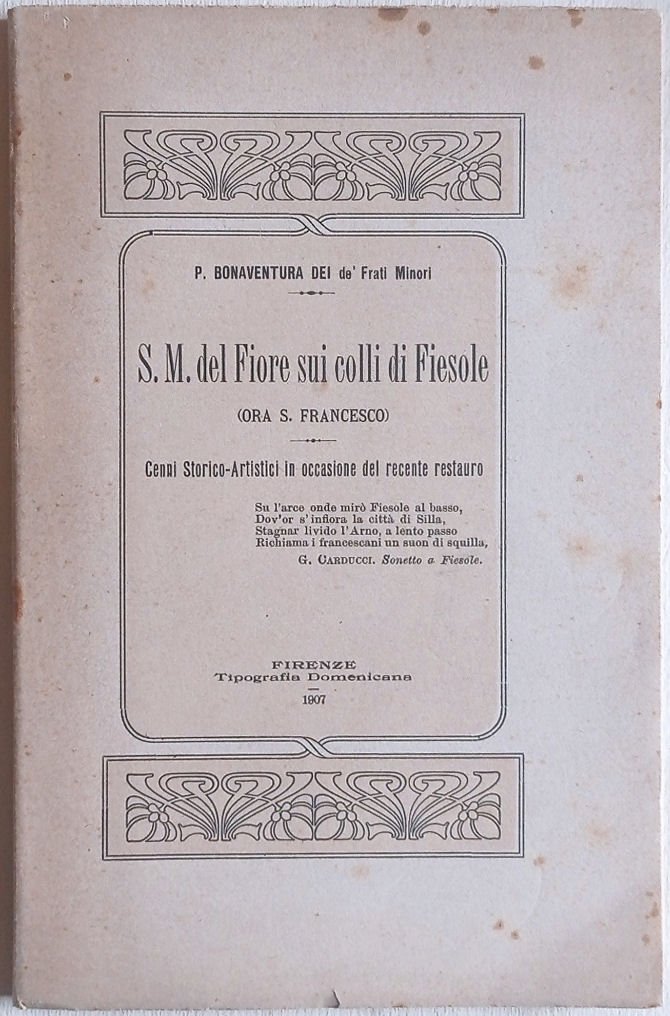 P. BONAVENTURA DEI de' Frati Minori
S. M. del Fiore sui colli di Fiesole
(ORA S. FRANCESCO)
Cenni Storico-Artistici in occasione del recente restauro
Su l'arce onde mirò Fiesole al basso,
Dov'or s'infiora la città di Silla,
Stagnar livido l'Arno, a lento passo
Richiama i francescani un suon di squilla,
G. CARDUCCI. Sonetto a Fiesole.
FIRENZE
Tipografia Domenicana
1907